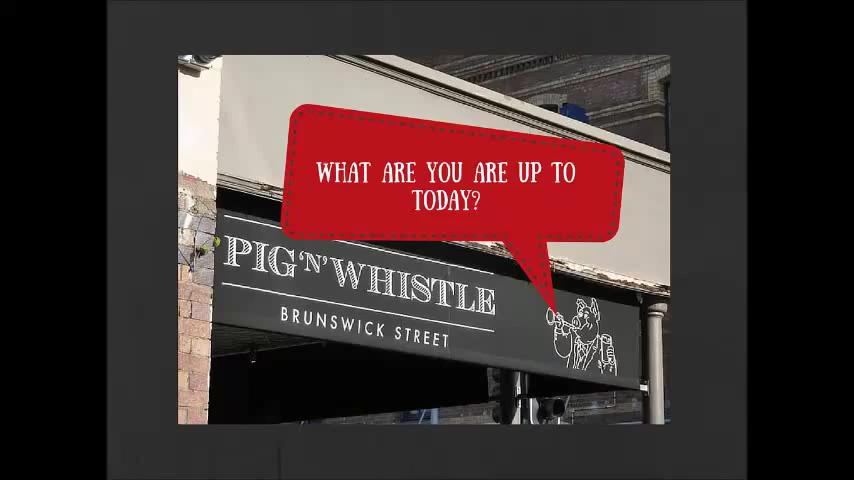 WHAT ARE YOU ARE UP TO
TODAY?
PIG 'N' WHISTLE
BRUNSWICK STREET